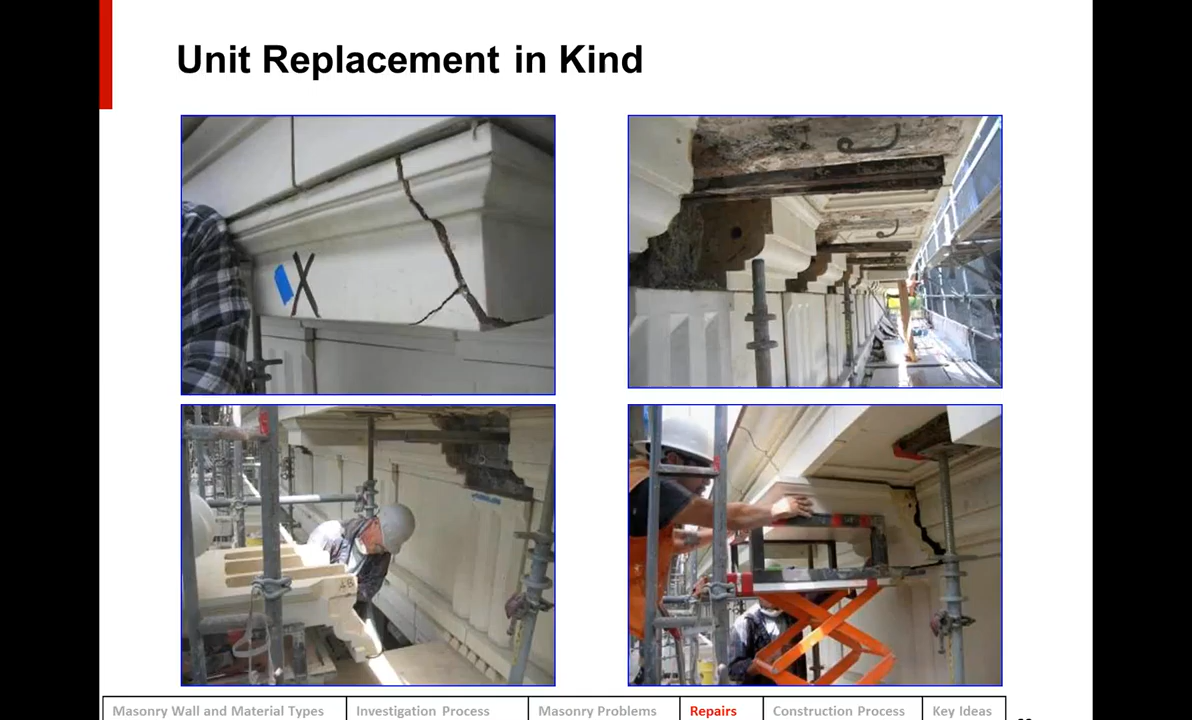 Unit Replacement in Kind
X
Masonry Wall and Material Types
Investigation Process
Masonry Problems
Repairs
Construction Process
Key Ideas